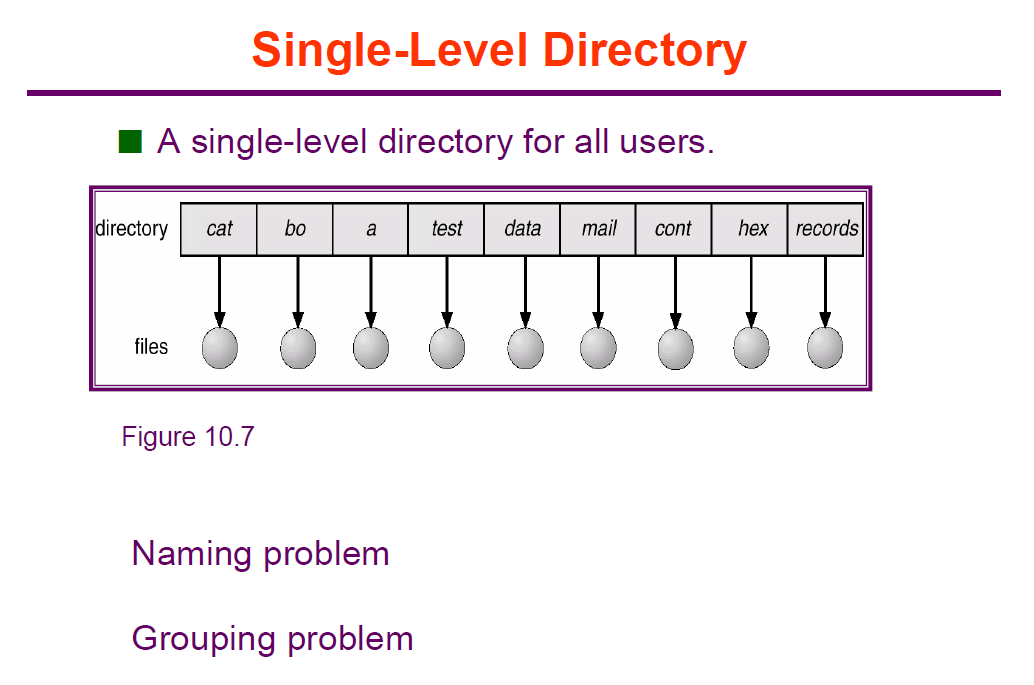 Single-Level Directory
A single-level directory for all users.
directory cat bo a test data mail cont hex records
files
Figure 10.7
Naming problem
Grouping problem